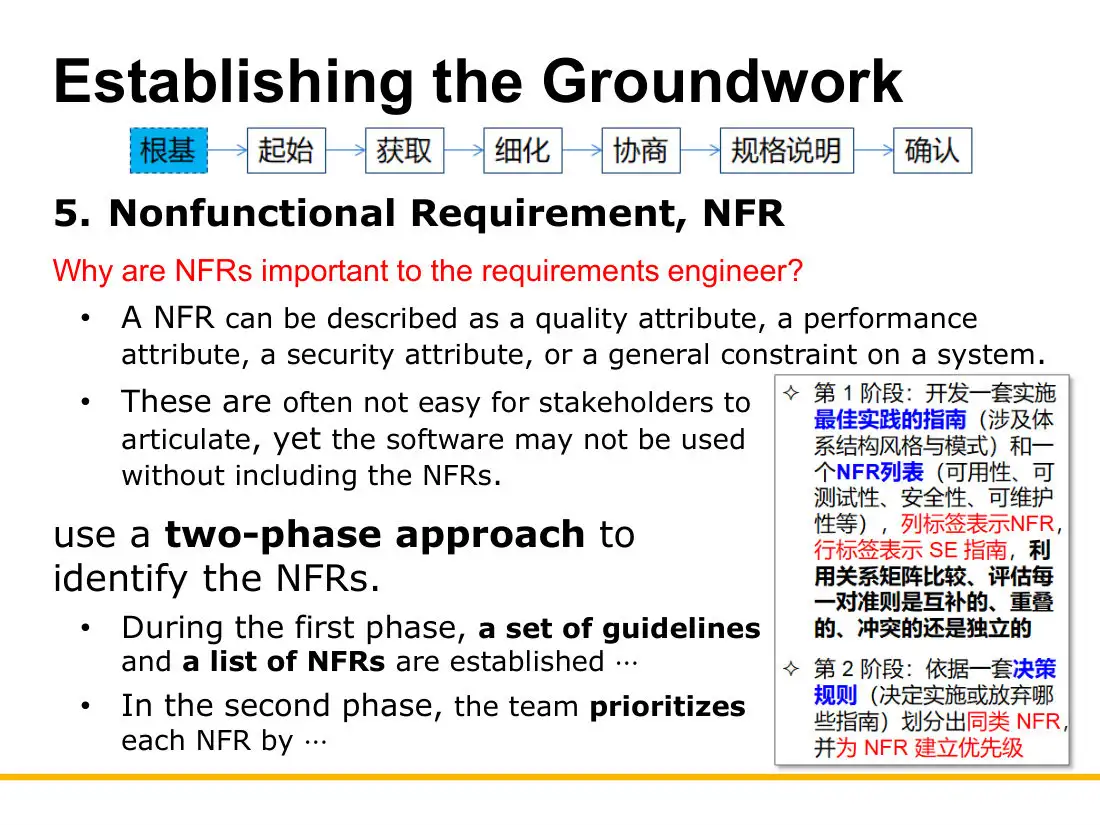 Establishing the Groundwork
根基 起始 获取 细化 协商 规格说明 确认
5. Nonfunctional Requirement, NFR
Why are NFRs important to the requirements engineer?
• A NFR can be described as a quality attribute, a performance
attribute, a security attribute, or a general constraint on a system.
• These are often not easy for stakeholders to
articulate, yet the software may not be used
without including the NFRs.
use a two-phase approach to
identify the NFRs.
• During the first phase, a set of guidelines
and a list of NFRs are established …
• In the second phase, the team prioritizes
each NFR by …
✧ 第 1 阶段：开发一套实施
最佳实践的指南（涉及体
系结构风格与模式）和一
个NFR列表（可用性、可
测试性、安全性、可维护
性等），列标签表示NFR，
行标签表示 SE 指南，利
用关系矩阵比较、评估每
一对准则是互补的、重叠
的、冲突的还是独立的
✧ 第 2 阶段：依据一套决策
规则（决定实施或放弃哪
些指南）划分出同类 NFR，
并为 NFR 建立优先级